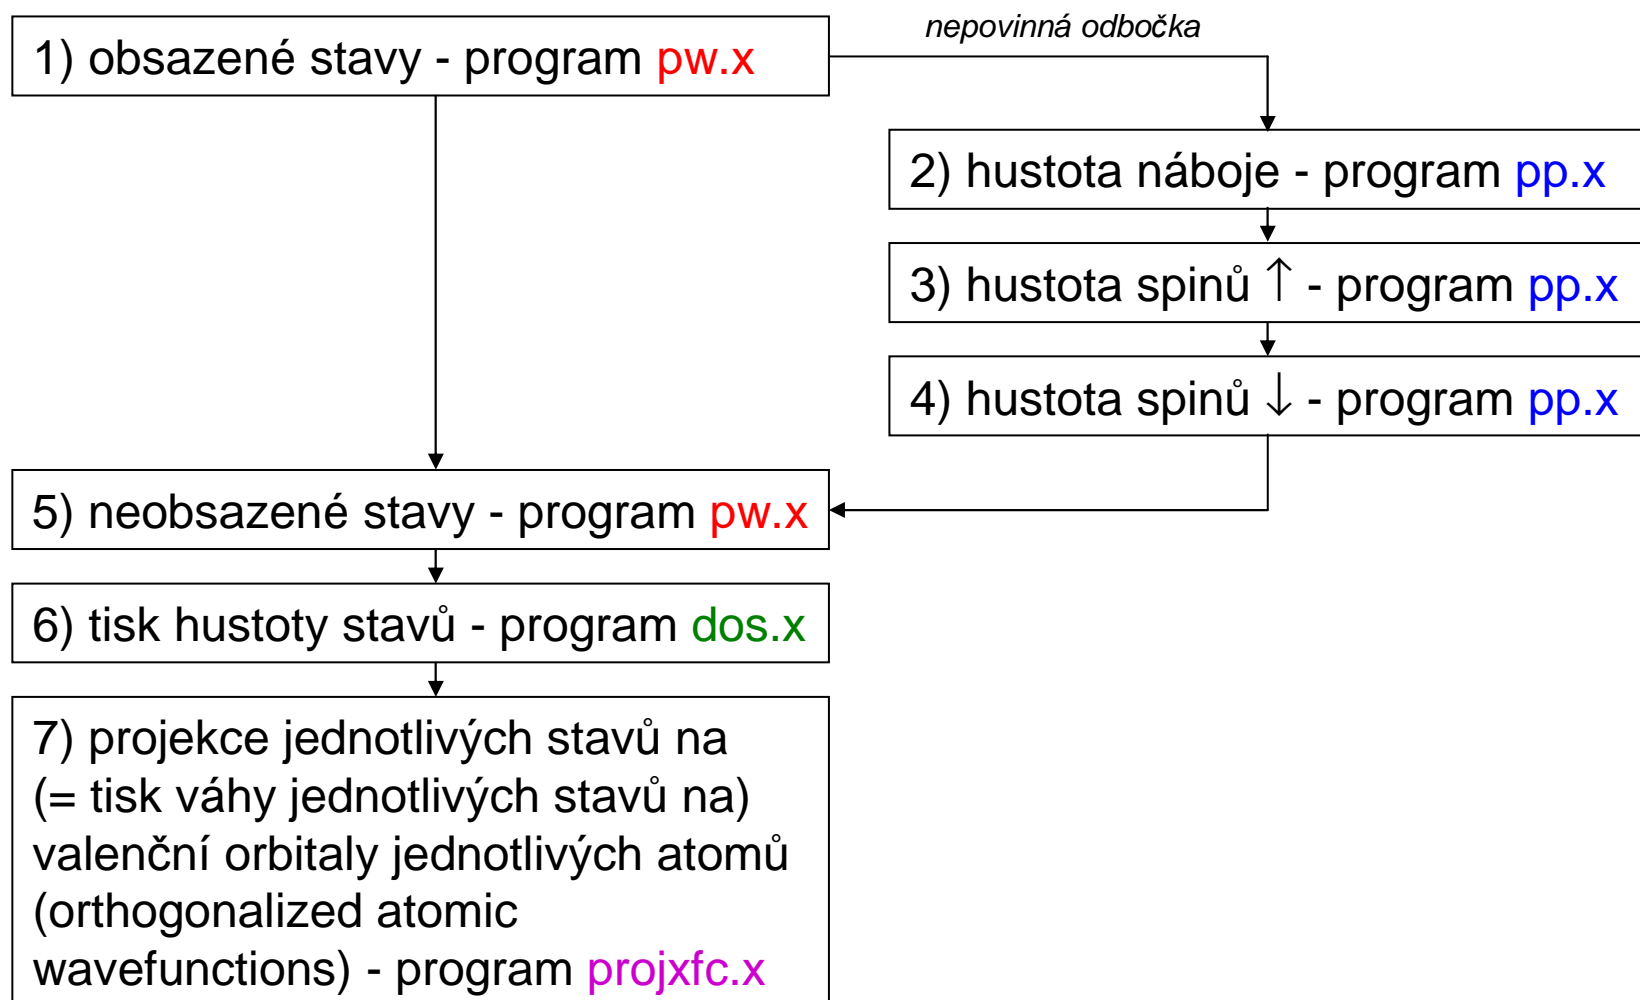 nepovinná odbočka
1) obsazené stavy - program pw.x
2) hustota náboje - program pp.x
3) hustota spinů ↑ - program pp.x
4) hustota spinů ↓ - program pp.x
5) neobsazené stavy - program pw.x
6) tisk hustoty stavů - program dos.x
7) projekce jednotlivých stavů na
(= tisk váhy jednotlivých stavů na)
valenční orbitaly jednotlivých atomů
(orthogonalized atomic
wavefunctions) - program projxfc.x